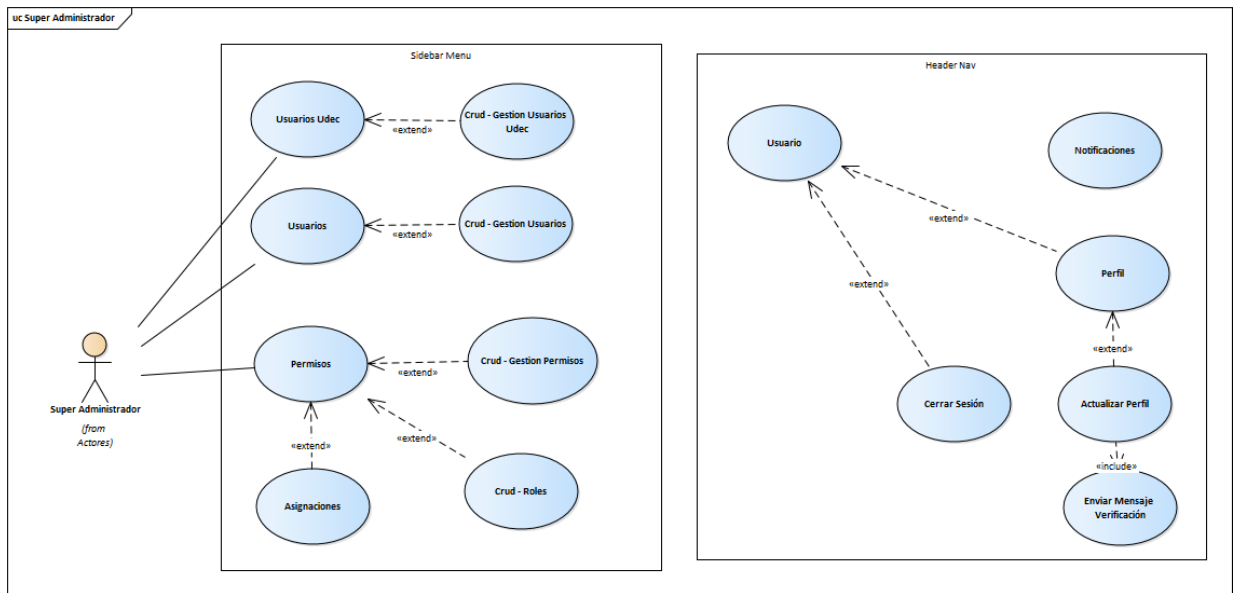 uc Super Administrador
Sidebar Menu
Usuarios Udec
«extend»
Crud - Gestion Usuarios
Udec
Usuarios
«extend»
Crud - Gestion Usuarios
Permisos
«extend»
Crud - Gestion Permisos
«extend»
«extend»
Asignaciones
Crud - Roles
Super Administrador
(from
Actores)
Header Nav
Usuario
Notificaciones
«extend»
Perfil
«extend»
«extend»
Cerrar Sesión
Actualizar Perfil
«include»
Enviar Mensaje
Verificación